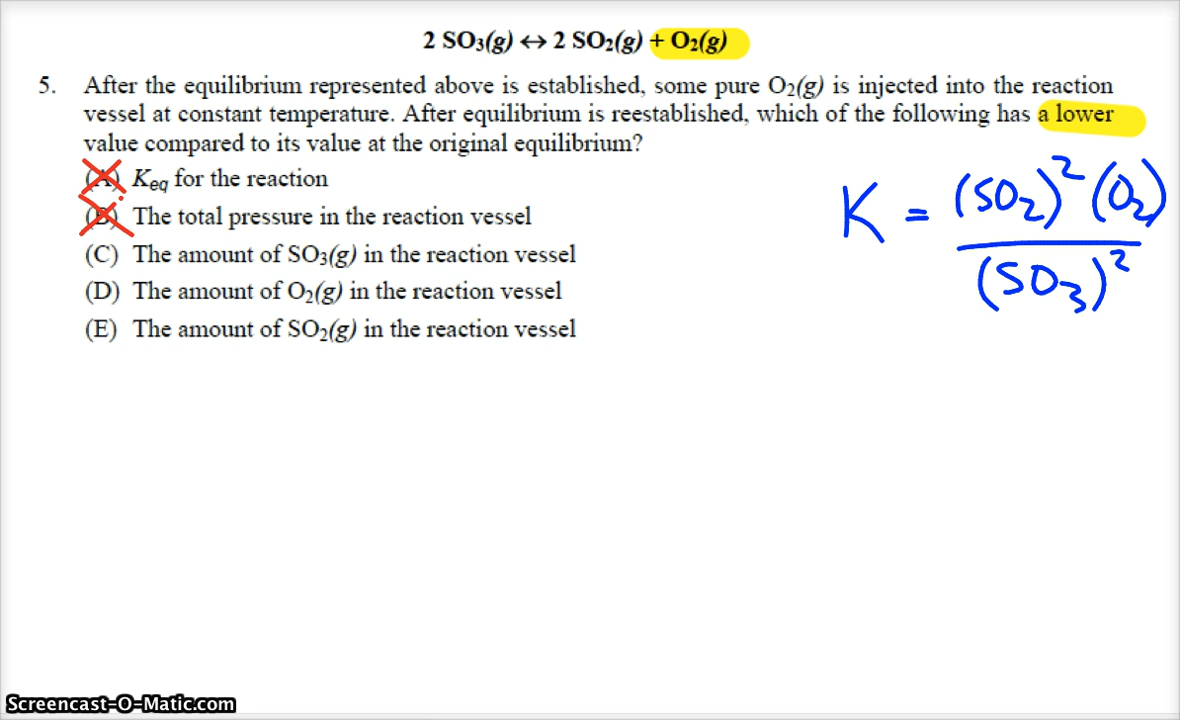 2 SO3(g) ↔ 2 SO2(g) + O2(g)
5. After the equilibrium represented above is established, some pure O2(g) is injected into the reaction
vessel at constant temperature. After equilibrium is reestablished, which of the following has a lower
value compared to its value at the original equilibrium?
(A) Keq for the reaction
(B) The total pressure in the reaction vessel
(C) The amount of SO3(g) in the reaction vessel
(D) The amount of O2(g) in the reaction vessel
(E) The amount of SO2(g) in the reaction vessel
K = (SO2)² (O2)
(SO3)²
Screencast-O-Matic.com